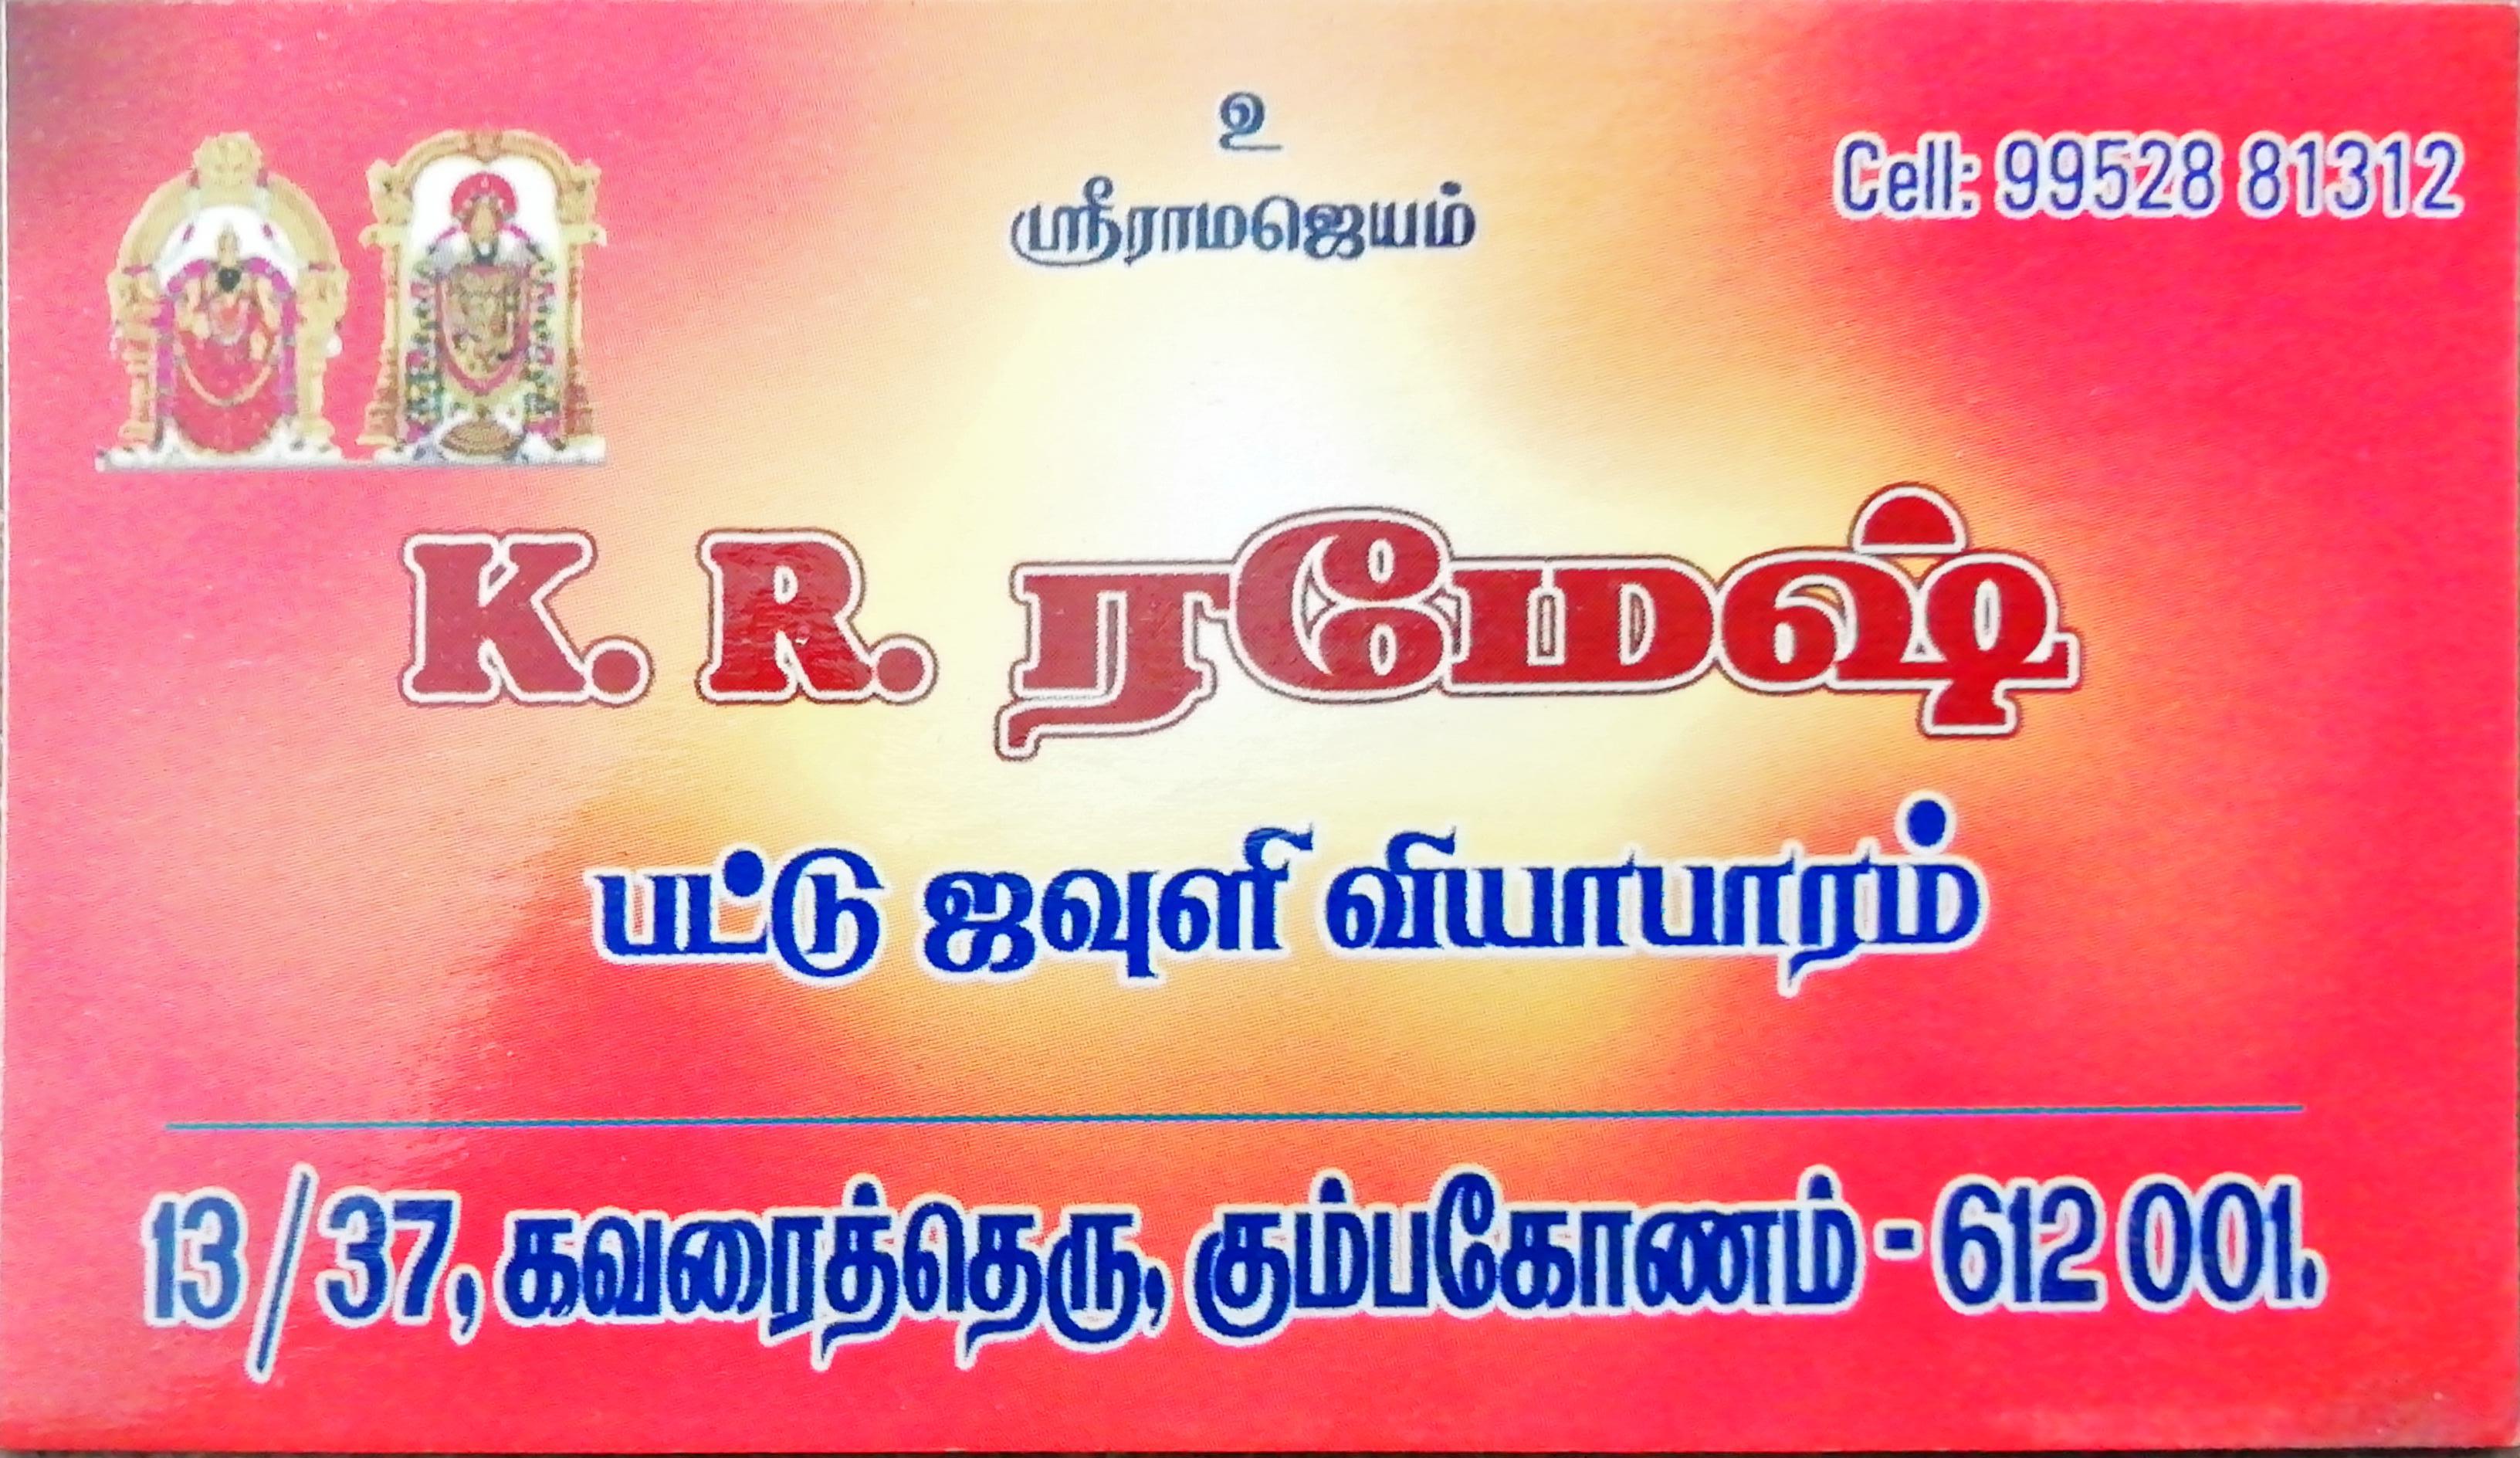 உ
ஸ்ரீராமஜெயம்
Cell: 99528 81312
K. R. ரமேஷ்
பட்டு ஜவுளி வியாபாரம்
13/37, கவரைத்தெரு, கும்பகோணம் - 612 001.